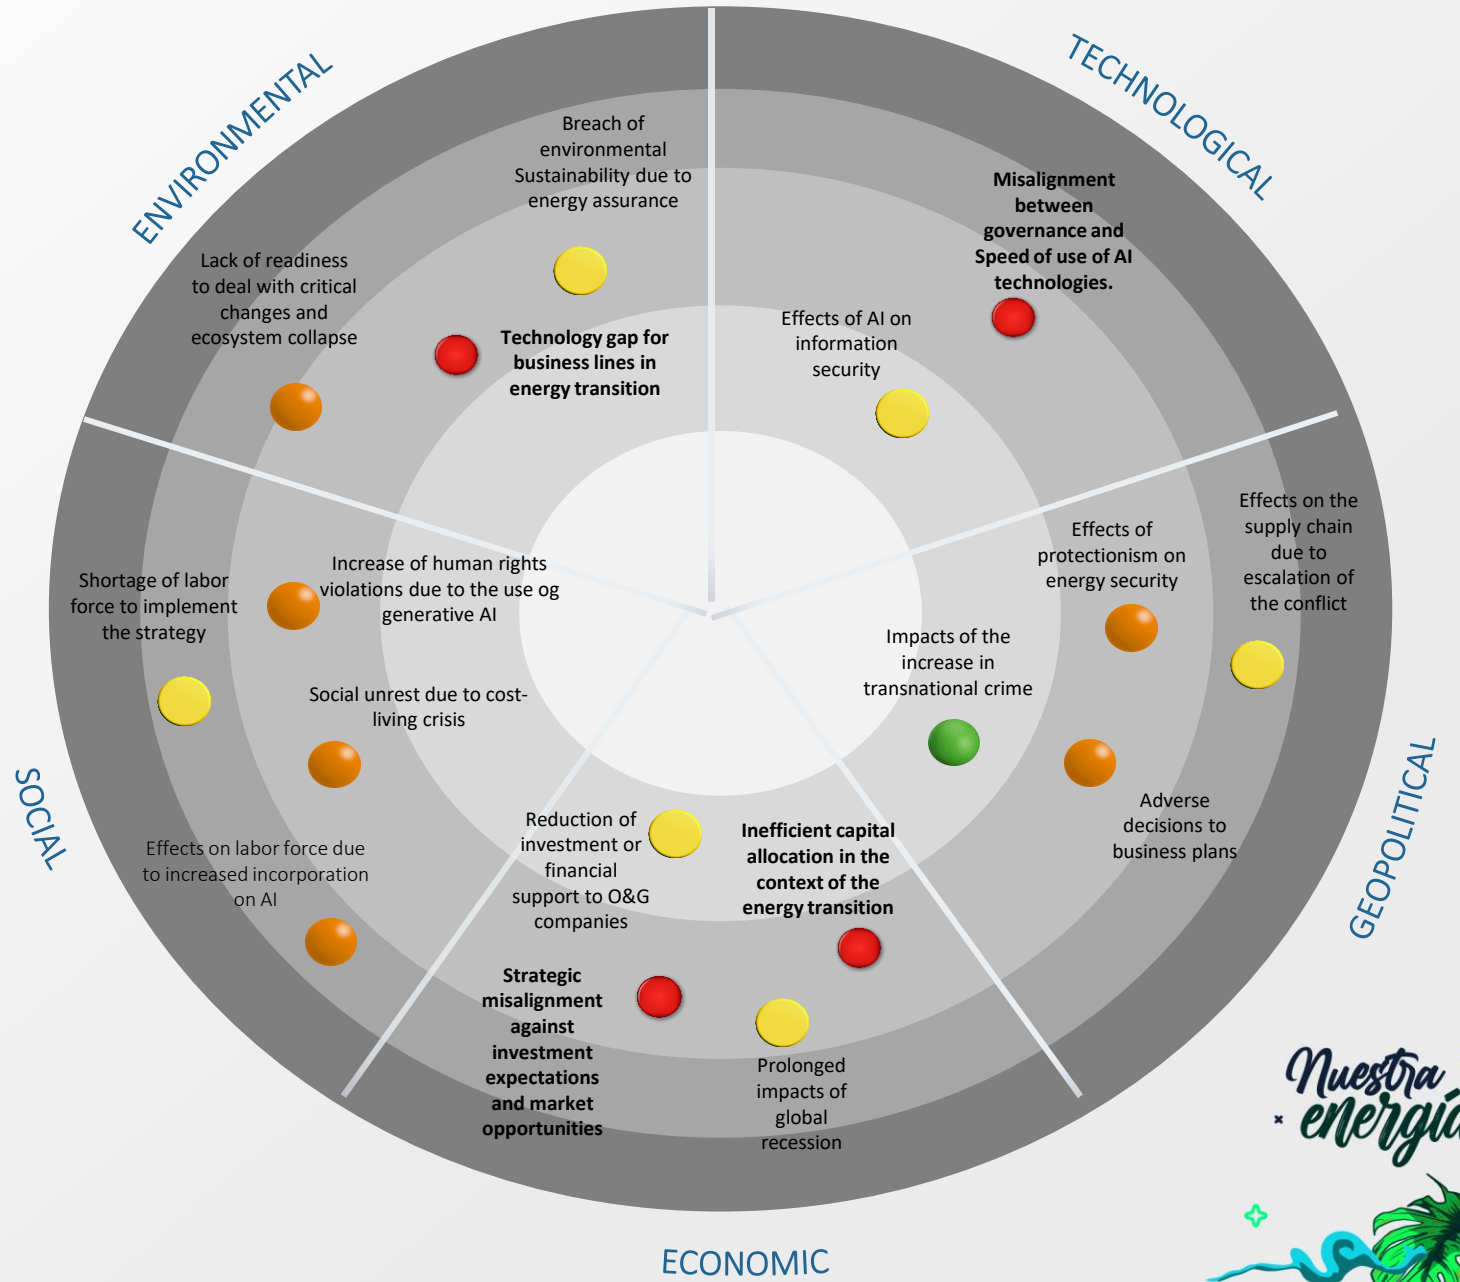 ENVIRONMENTAL
TECHNOLOGICAL
Breach of
environmental
Sustainability due to
energy assurance
Misalignment
between
governance and
Speed of use of AI
technologies.
Lack of readiness
to deal with critical
changes and
ecosystem collapse
Technology gap for
business lines in
energy transition
Effects of AI on
information
security
Effects of
protectionism on
energy security
Effects on the
supply chain
due to
escalation of
the conflict
Shortage of labor
force to implement
the strategy
Increase of human rights
violations due to the use og
generative AI
Impacts of the
increase in
transnational crime
Social unrest due to cost-
living crisis
SOCIAL
GEOPOLITICAL
Adverse
decisions to
business plans
Effects on labor force due
to increased incorporation
on AI
Reduction of
investment or
financial
support to O&G
companies
Inefficient capital
allocation in the
context of the
energy transition
Strategic
misalignment
against
investment
expectations
and market
opportunities
Prolonged
impacts of
global
recession
Nuestra
energía
ECONOMIC